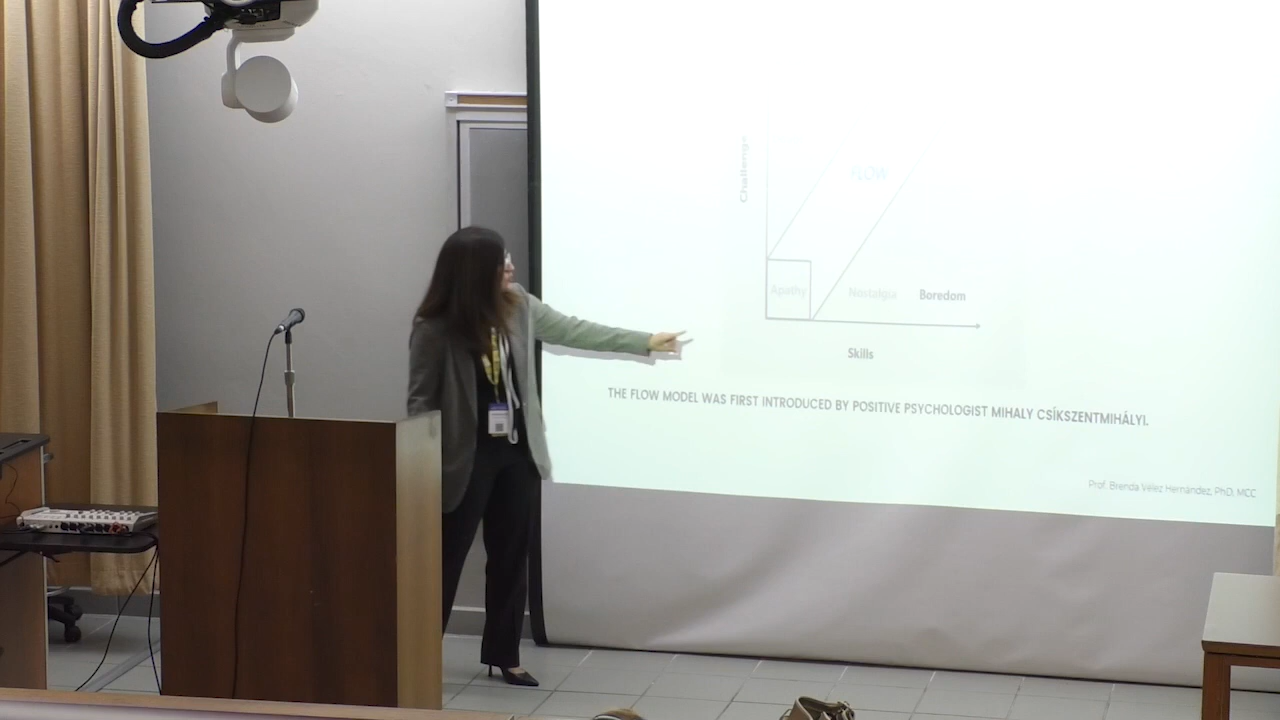 Challenge
FLOW
Apathy
Nostalgia
Boredom
Skills
THE FLOW MODEL WAS FIRST INTRODUCED BY POSITIVE PSYCHOLOGIST MIHALY CSÍKSZENTMIHÁLYI.
Prof. Brenda Vélez Hernández, PhD, MCC